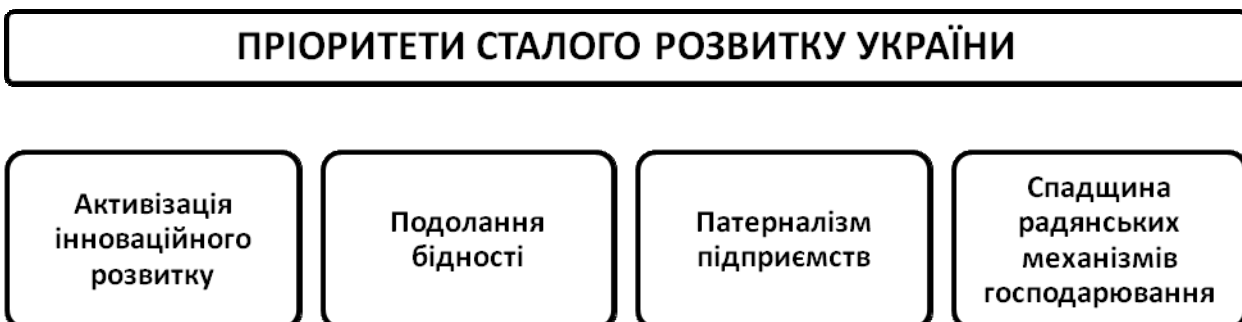 ПРІОРИТЕТИ СТАЛОГО РОЗВИТКУ УКРАЇНИ
Активізація
інноваційного
розвитку
Подолання
бідності
Патерналізм
підприємств
Спадщина
радянських
механізмів
господарювання